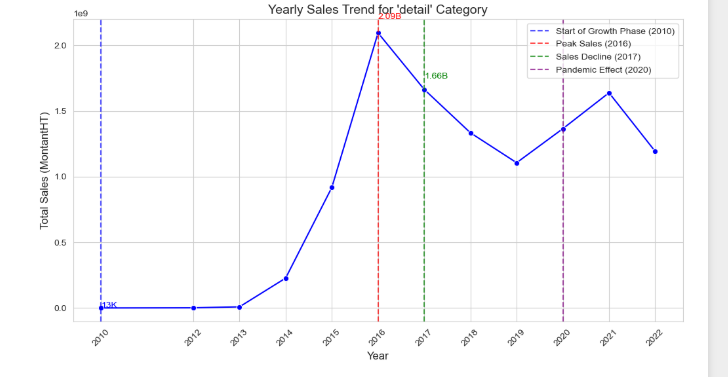 Yearly Sales Trend for 'detail' Category
1e9
2.09B
Start of Growth Phase (2010)
Peak Sales (2016)
Sales Decline (2017)
Pandemic Effect (2020)
2.0
1.66B
1.5
Total Sales (MontantHT)
1.0
0.5
13K
0.0
2010
2012
2013
2014
2015
2016
2017
2018
2019
2020
2021
2022
Year